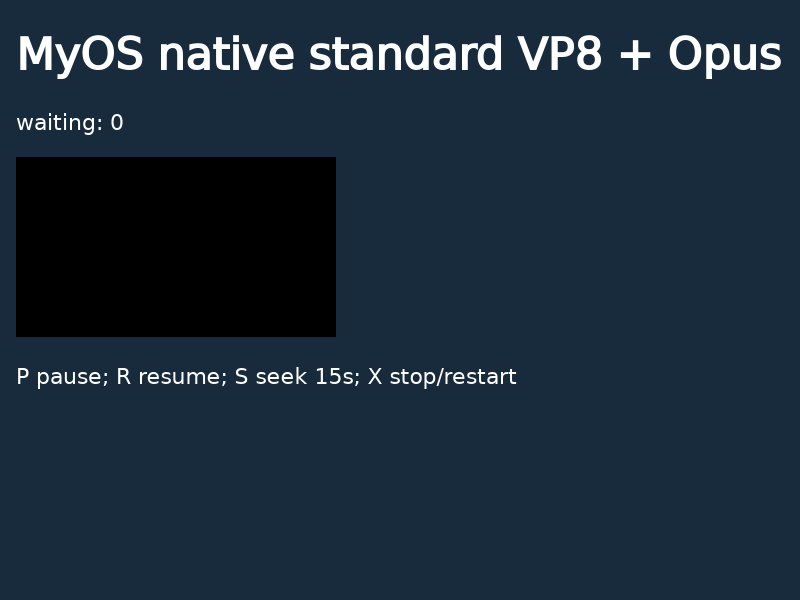 MyOS native standard VP8 + Opus
waiting: 0
P pause; R resume; S seek 15s; X stop/restart